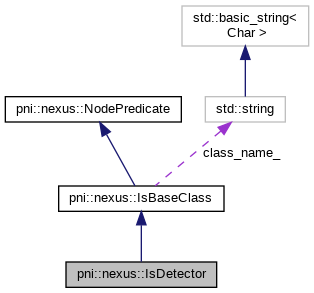 std::basic_string<
Char >
pni::nexus::NodePredicate
std::string
class_name_
pni::nexus::IsBaseClass
pni::nexus::IsDetector